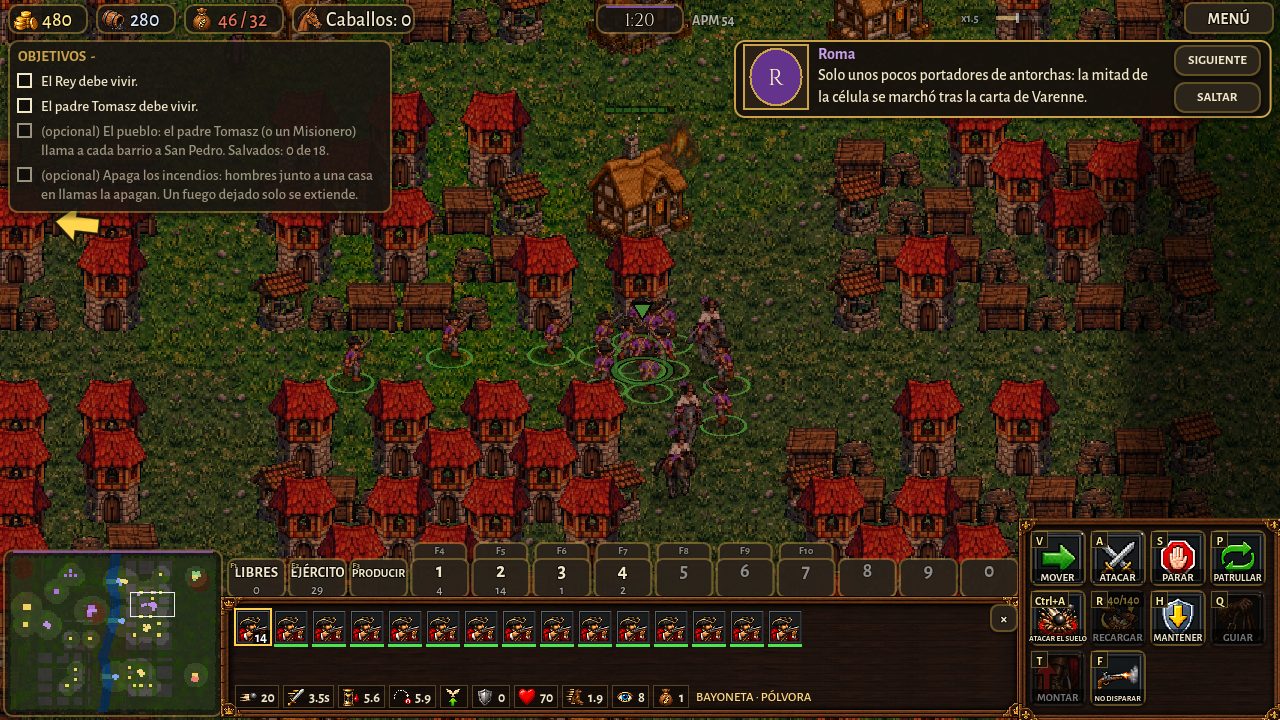 480
280
46/32
Caballos: 0
1:20
APM 54
x1.5
MENÚ
OBJETIVOS -
El Rey debe vivir.
El padre Tomasz debe vivir.
(opcional) El pueblo: el padre Tomasz (o un Misionero)
llama a cada barrio a San Pedro. Salvados: 0 de 18.
(opcional) Apaga los incendios: hombres junto a una casa
en llamas la apagan. Un fuego dejado solo se extiende.
R
Roma
Solo unos pocos portadores de antorchas: la mitad de
la célula se marchó tras la carta de Varenne.
SIGUIENTE
SALTAR
F4 F5 F6 F7 F8 F9 F10
LIBRES EJÉRCITO PRODUCIR 1 2 3 4 5 6 7 8 9 0
0 29 4 14 1 2
14
×
20 3.5s 5.6 5.9 0 70 1.9 8 1 BAYONETA · PÓLVORA
V A S P
MOVER ATACAR PARAR PATRULLAR
Ctrl+A R 40/140 H Q
ATACAR EL SUELO RECARGAR MANTENER GUIAR
T F
MONTAR NO DISPARAR